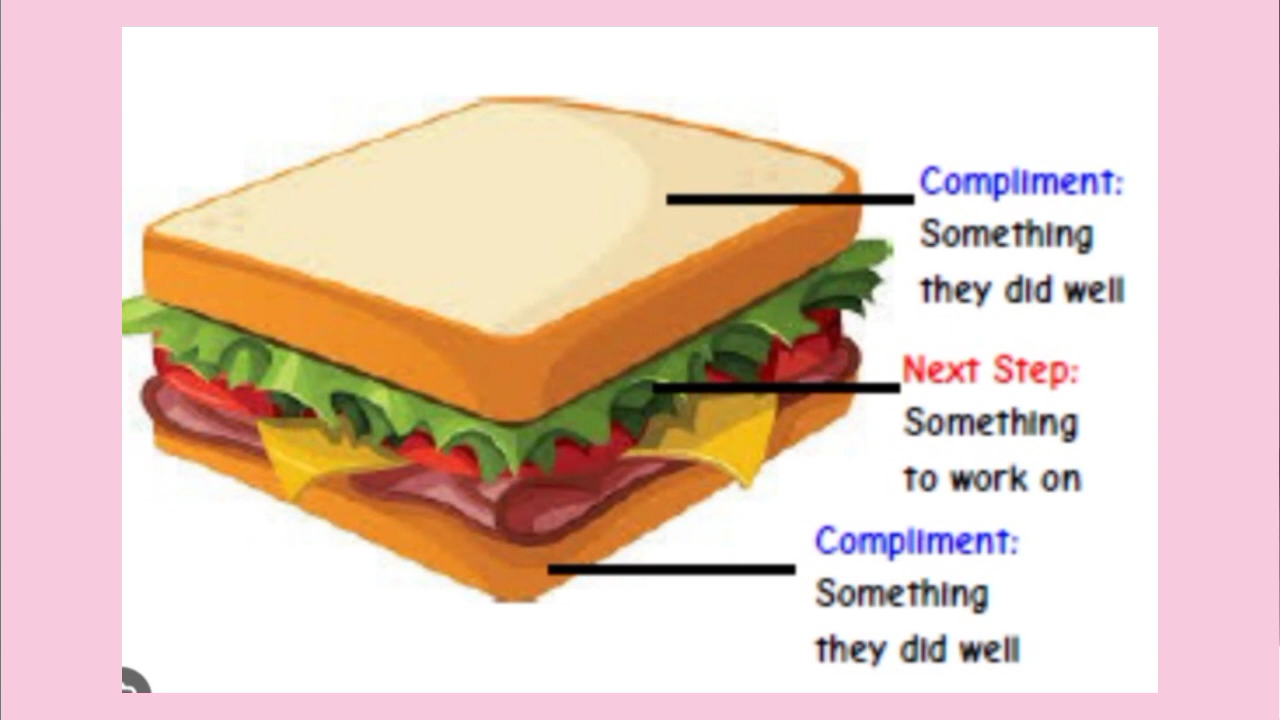 Compliment:
Something
they did well
Next Step:
Something
to work on
Compliment:
Something
they did well